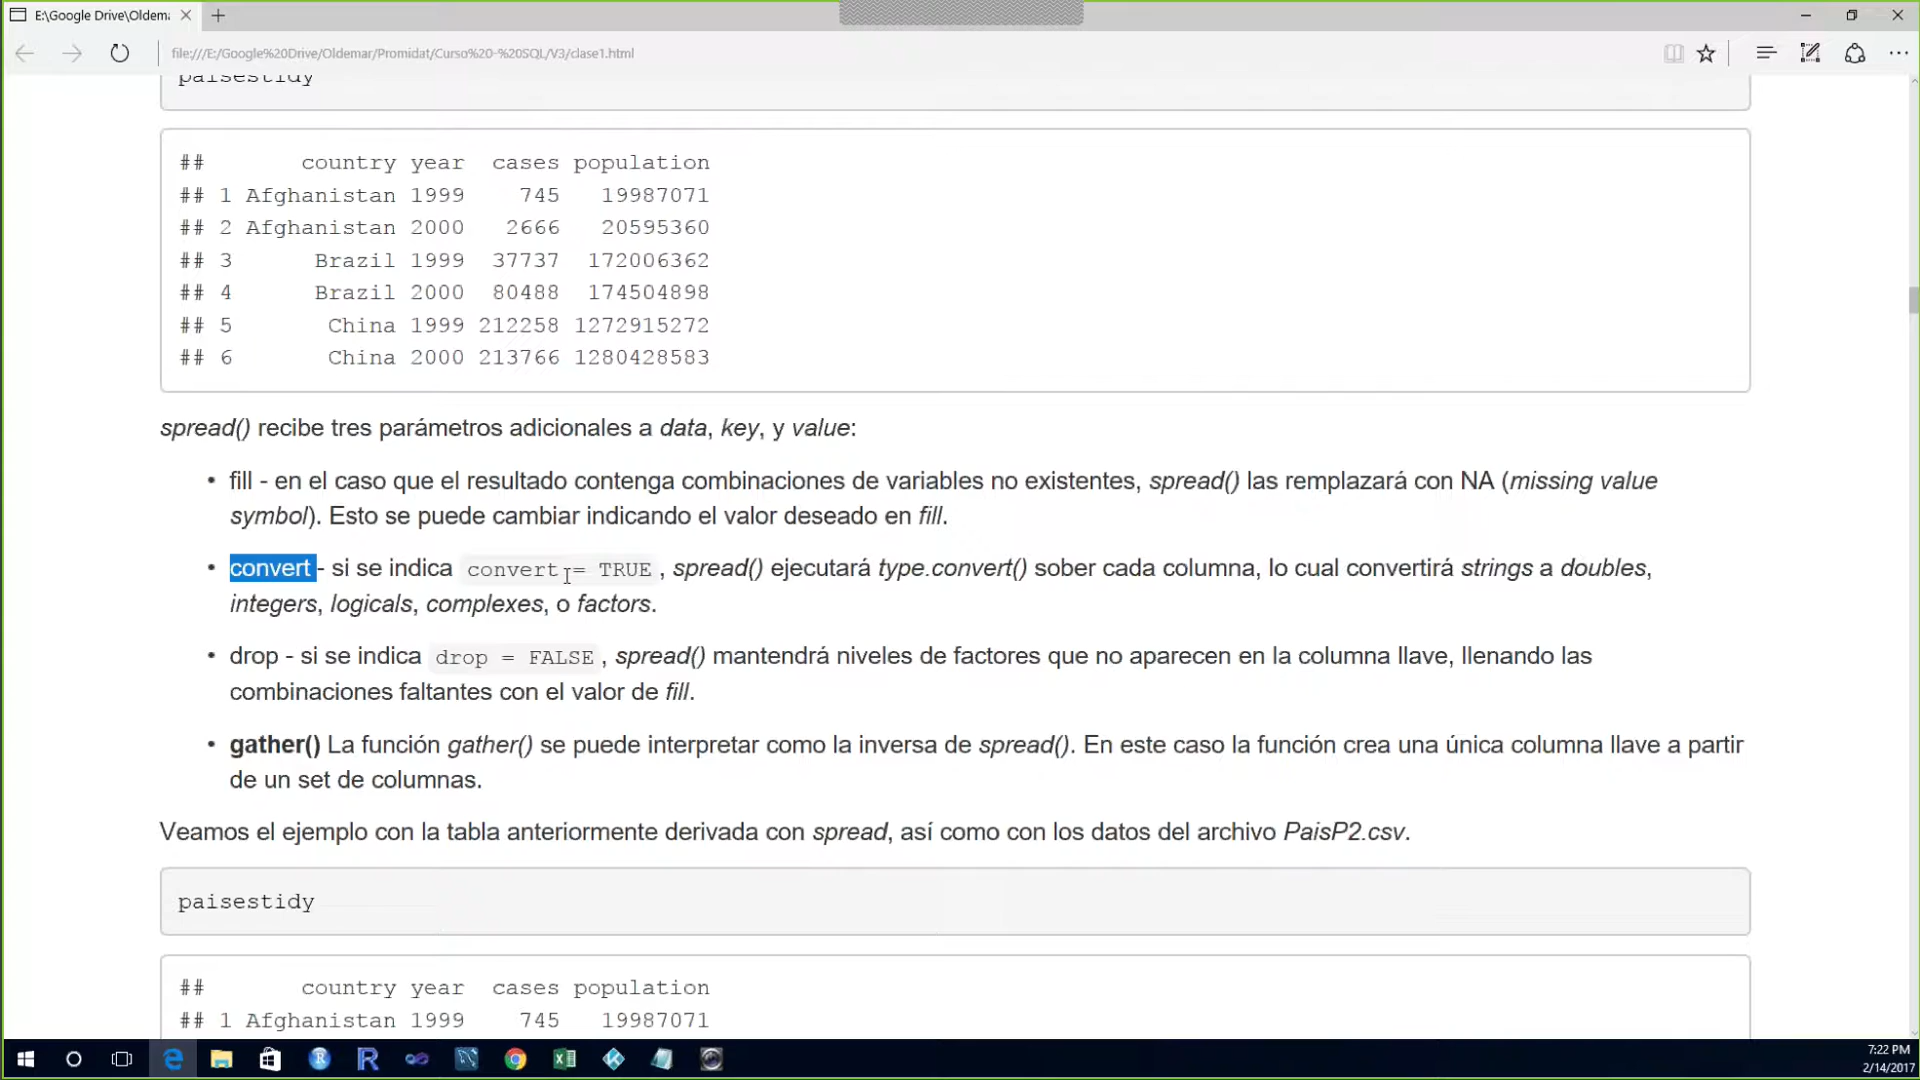 E:\Google Drive\Oldema
file:///E:/Google%20Drive/Oldemar/Promidat/Curso%20-%20SQL/V3/clase1.html
paisestidy
##       country year  cases population
## 1 Afghanistan 1999    745   19987071
## 2 Afghanistan 2000   2666   20595360
## 3      Brazil 1999  37737  172006362
## 4      Brazil 2000  80488  174504898
## 5       China 1999 212258 1272915272
## 6       China 2000 213766 1280428583
spread() recibe tres parámetros adicionales a data, key, y value:
• fill - en el caso que el resultado contenga combinaciones de variables no existentes, spread() las remplazará con NA (missing value
symbol). Esto se puede cambiar indicando el valor deseado en fill.
• convert - si se indica convert = TRUE , spread() ejecutará type.convert() sober cada columna, lo cual convertirá strings a doubles,
integers, logicals, complexes, o factors.
• drop - si se indica drop = FALSE , spread() mantendrá niveles de factores que no aparecen en la columna llave, llenando las
combinaciones faltantes con el valor de fill.
• gather() La función gather() se puede interpretar como la inversa de spread(). En este caso la función crea una única columna llave a partir
de un set de columnas.
Veamos el ejemplo con la tabla anteriormente derivada con spread, así como con los datos del archivo PaisP2.csv.
paisestidy
##       country year  cases population
## 1 Afghanistan 1999    745   19987071
7:22 PM
2/14/2017